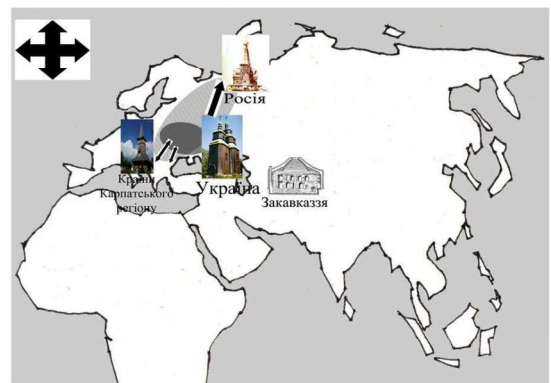 Росія
Україна
Країни
Карпатського
регіону
Закавказзя